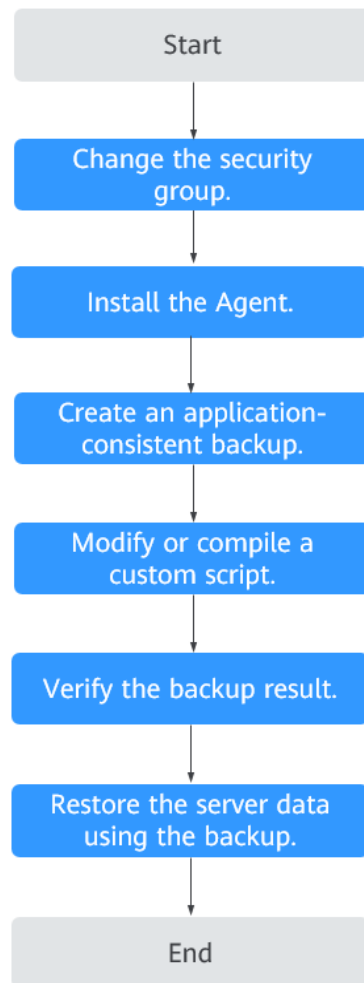 Start
Change the security
group.
Install the Agent.
Create an application-
consistent backup.
Modify or compile a
custom script.
Verify the backup result.
Restore the server data
using the backup.
End